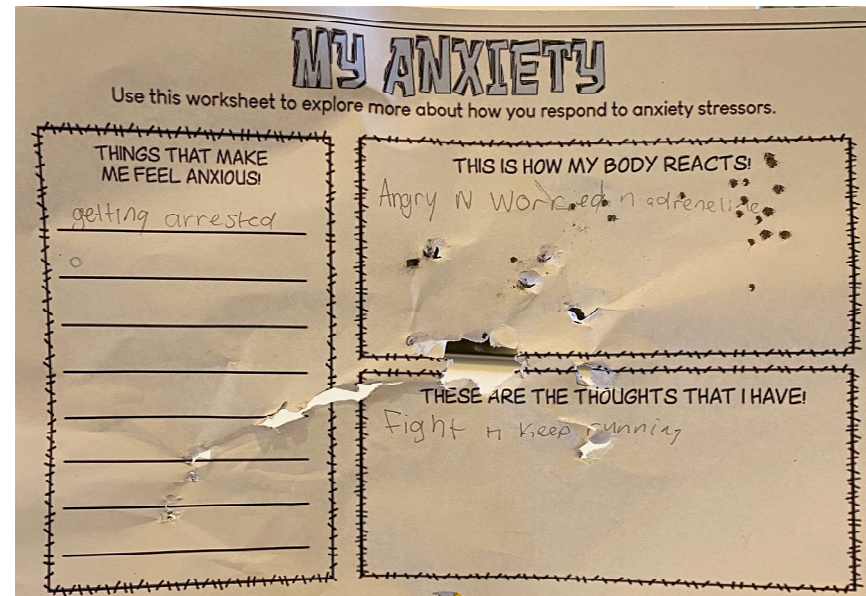 MY ANXIETY
Use this worksheet to explore more about how you respond to anxiety stressors.
THINGS THAT MAKE
ME FEEL ANXIOUS!
getting arrested
THIS IS HOW MY BODY REACTS!
Angry N Worked n adreneline
THESE ARE THE THOUGHTS THAT I HAVE!
Fight n Keep running